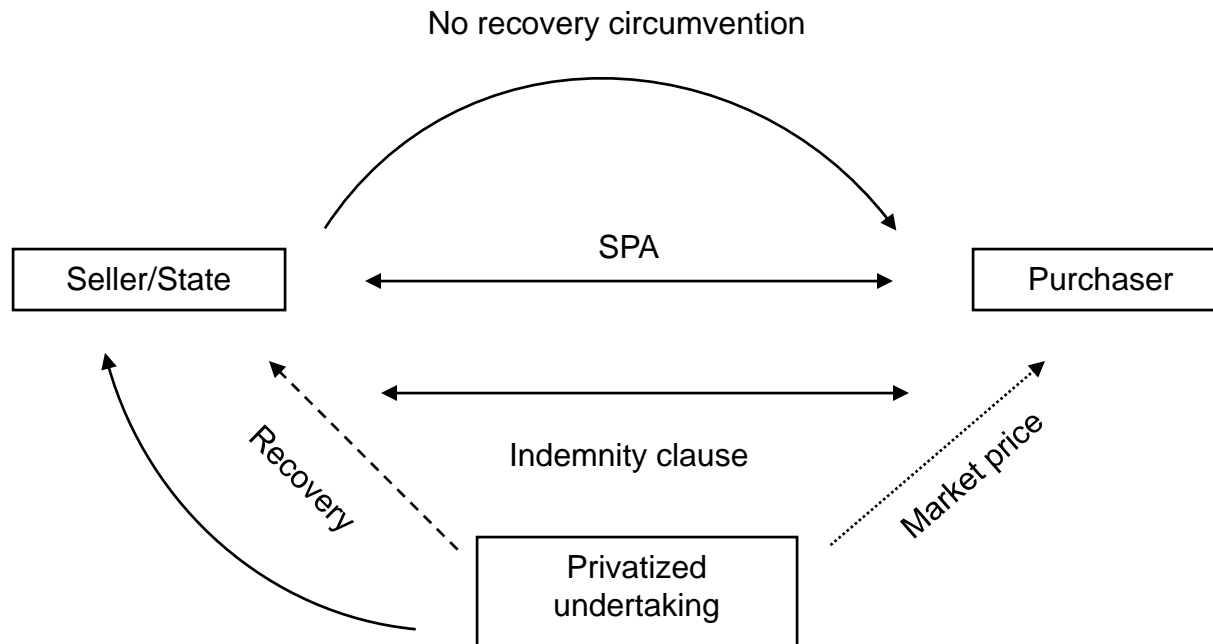 No recovery circumvention
SPA
Seller/State
Purchaser
Recovery
Indemnity clause
Market price
Privatized
undertaking